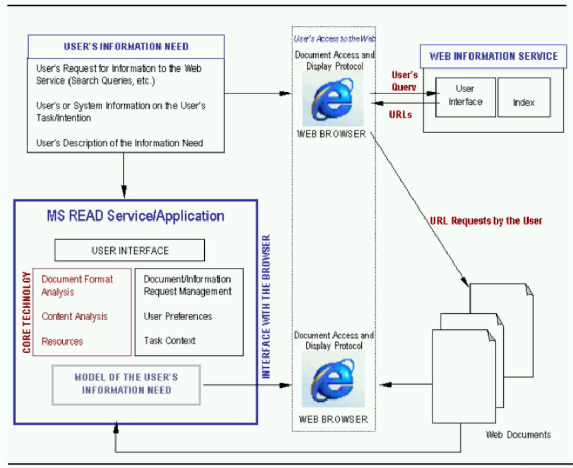 USER'S INFORMATION NEED
User's Request for Information to the Web
Service (Search Queries, etc.)
User's or System Information on the User's
Task/Intention
User's Description of the Information Need
User's Access to the Web
Document Access and
Display Protocol
WEB BROWSER
User's
Query
URLs
WEB INFORMATION SERVICE
User
Interface
Index
URL Requests by the User
MS READ Service/Application
USER INTERFACE
CORE TECHNOLGY
Document Format
Analysis
Content Analysis
Resources
Document/Information
Request Management
User Preferences
Task Context
MODEL OF THE USER'S
INFORMATION NEED
INTERFACE WITH THE BROWSER
Document Access and
Display Protocol
WEB BROWSER
Web Documents